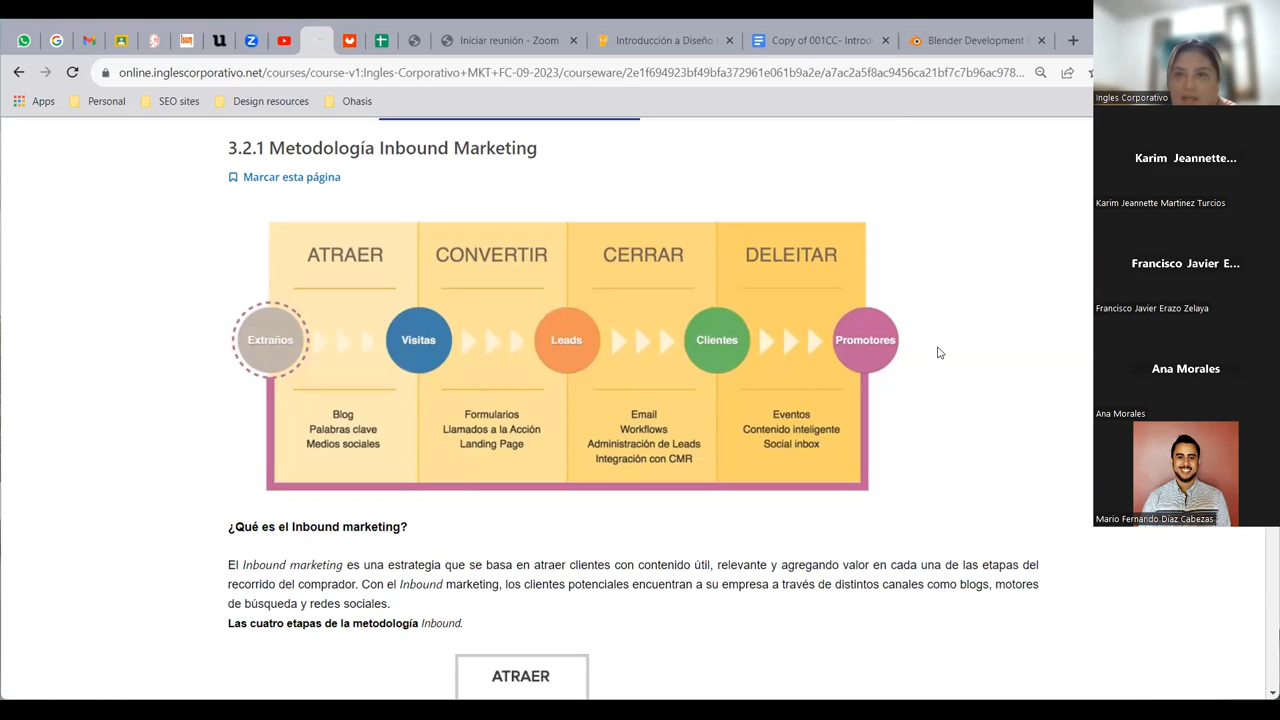 Iniciar reunión - Zoom
Introducción a Diseño
Copy of 001CC- Introd
Blender Development
online.inglescorporativo.net/courses/course-v1:Ingles-Corporativo+MKT+FC-09-2023/courseware/2e1f694923bf49bfa372961e061b9a2e/a7ac2a5f8ac9456ca21bf7c7b96ac978...
Apps
Personal
SEO sites
Design resources
Ohasis
3.2.1 Metodología Inbound Marketing
Marcar esta página
ATRAER
CONVERTIR
CERRAR
DELEITAR
Extraños
Visitas
Leads
Clientes
Promotores
Blog
Palabras clave
Medios sociales
Formularios
Llamados a la Acción
Landing Page
Email
Workflows
Administración de Leads
Integración con CMR
Eventos
Contenido inteligente
Social inbox
¿Qué es el Inbound marketing?
El Inbound marketing es una estrategia que se basa en atraer clientes con contenido útil, relevante y agregando valor en cada una de las etapas del
recorrido del comprador. Con el Inbound marketing, los clientes potenciales encuentran a su empresa a través de distintos canales como blogs, motores
de búsqueda y redes sociales.
Las cuatro etapas de la metodología Inbound.
ATRAER
Ingles Corporativo
Karim Jeannette...
Karim Jeannette Martinez Turcios
Francisco Javier E...
Francisco Javier Erazo Zelaya
Ana Morales
Ana Morales
Mario Fernando Díaz Cabezas